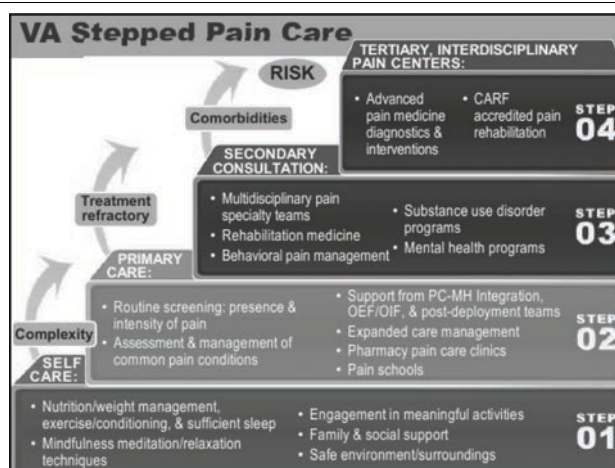 VA Stepped Pain Care
TERTIARY, INTERDISCIPLINARY
PAIN CENTERS:
RISK
• Advanced
pain medicine
diagnostics &
interventions
• CARF
accredited pain
rehabilitation
STEP
04
Comorbidities
SECONDARY
CONSULTATION:
• Multidisciplinary pain
specialty teams
• Rehabilitation medicine
• Behavioral pain management
• Substance use disorder
programs
• Mental health programs
STEP
03
Treatment
refractory
PRIMARY
CARE:
• Routine screening: presence &
intensity of pain
• Assessment & management of
common pain conditions
• Support from PC-MH Integration,
OEF/OIF, & post-deployment teams
• Expanded care management
• Pharmacy pain care clinics
• Pain schools
STEP
02
Complexity
SELF
CARE:
• Nutrition/weight management,
exercise/conditioning, & sufficient sleep
• Mindfulness meditation/relaxation
techniques
• Engagement in meaningful activities
• Family & social support
• Safe environment/surroundings
STEP
01